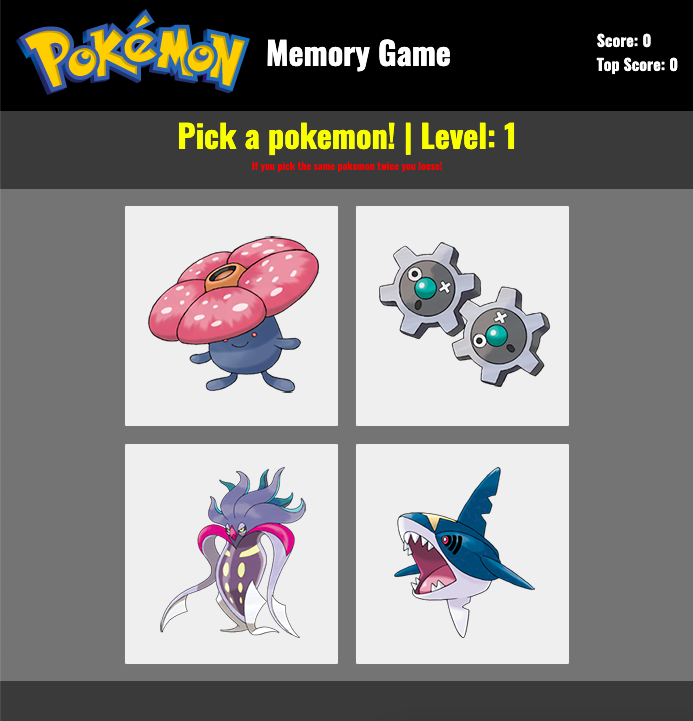 POKéMON
Memory Game
Score: 0
Top Score: 0
Pick a pokemon! | Level: 1
If you pick the same pokemon twice you loose!